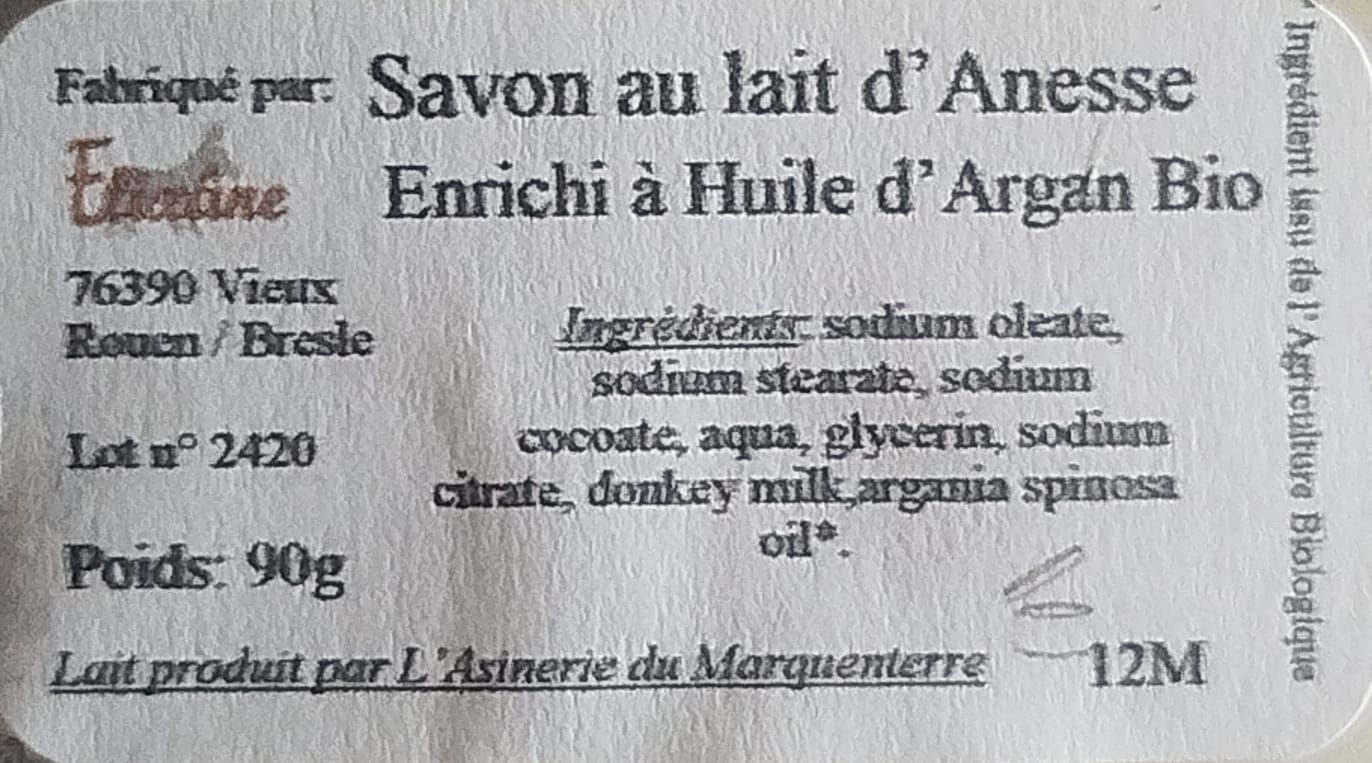 Fabriqué par:
76390 Vieux
Rouen / Bresle
Lot n° 2420
Poids: 90g
Savon au lait d'Anesse
Enrichi à Huile d'Argan Bio
Ingrédients: sodium oleate,
sodium stearate, sodium
cocoate, aqua, glycerin, sodium
citrate, donkey milk,argania spinosa
oil*.
Lait produit par L'Asinerie du Marquenterre
12M
* Ingrédient issu de l'Agriculture Biologique